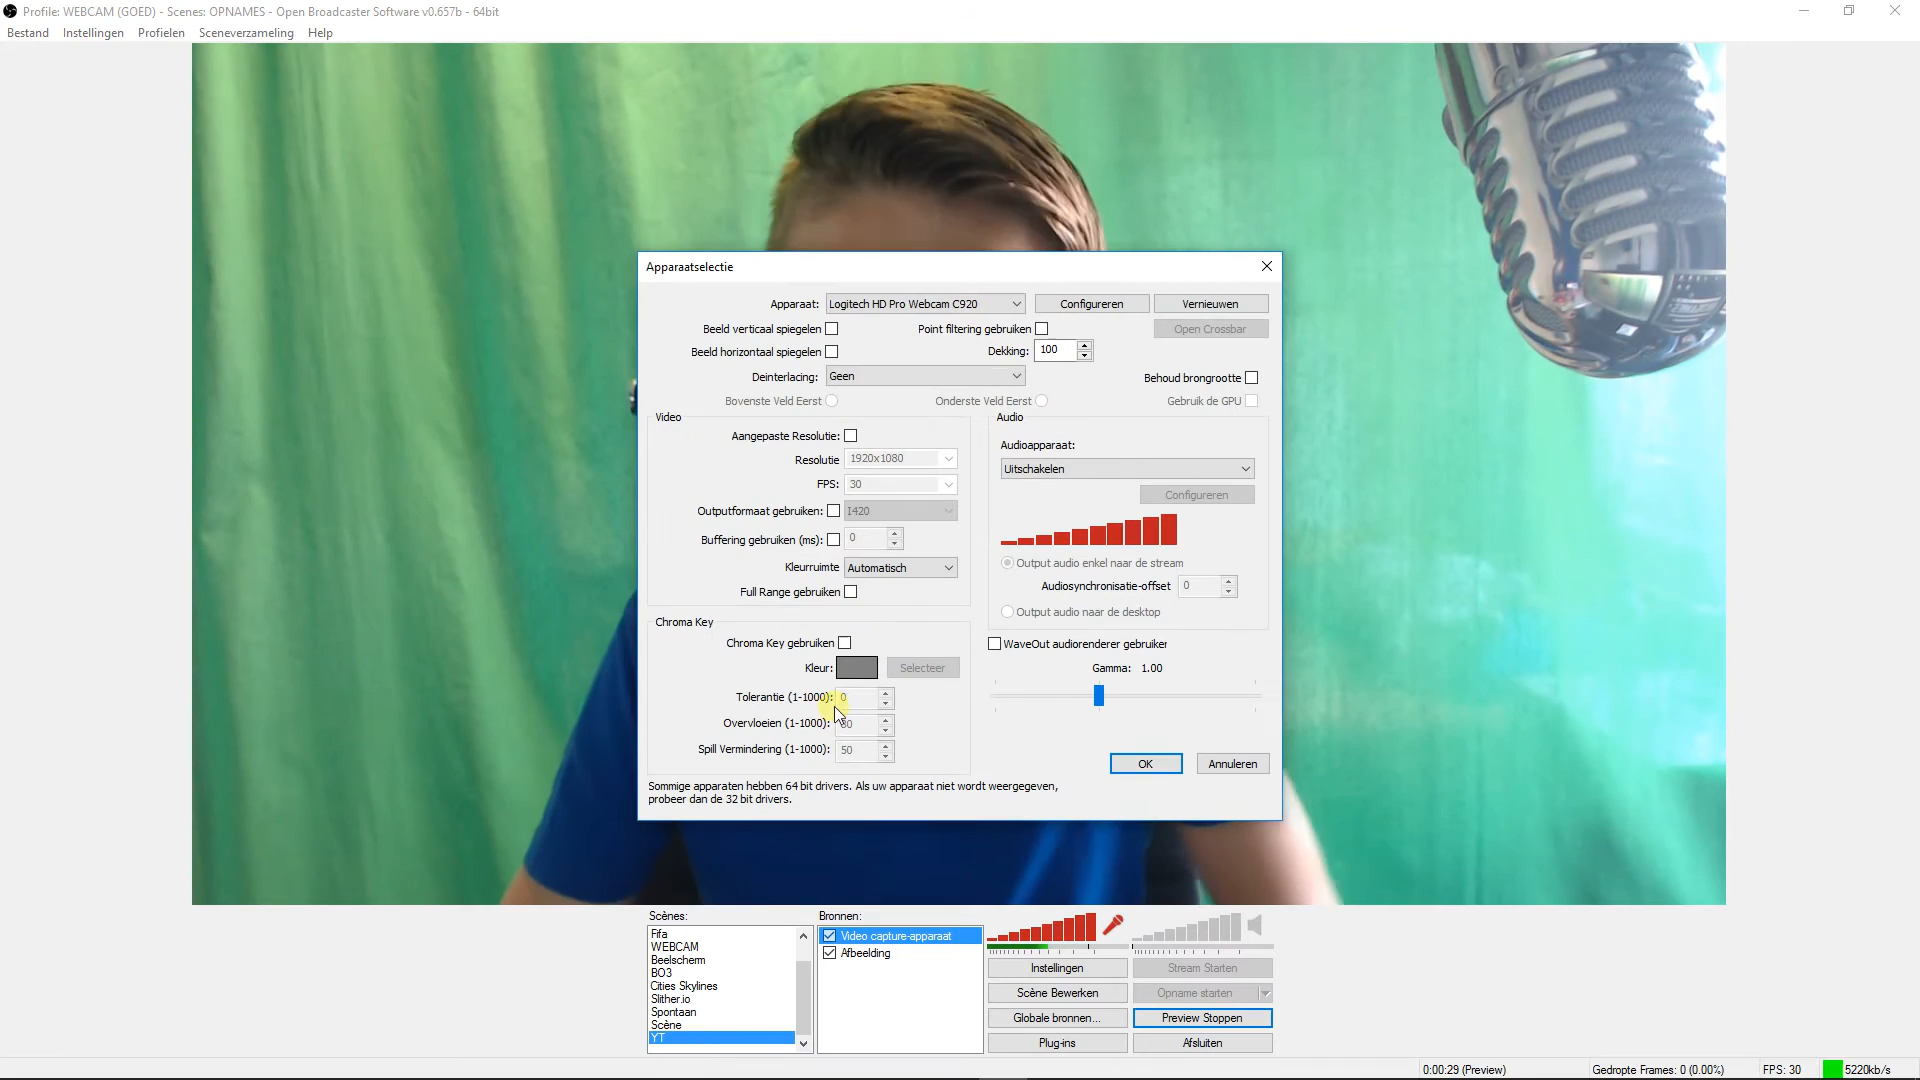 Profile: WEBCAM (GOED) - Scenes: OPNAMES - Open Broadcaster Software v0.657b - 64bit
Bestand Instellingen Profielen Sceneverzameling Help
Apparaatselectie
Apparaat: Logitech HD Pro Webcam C920 Configureren Vernieuwen
Beeld verticaal spiegelen Point filtering gebruiken Open Crossbar
Beeld horizontaal spiegelen Dekking: 100
Deinterlacing: Geen Behoud brongrootte
Bovenste Veld Eerst Onderste Veld Eerst Gebruik de GPU
Video
Aangepaste Resolutie:
Resolutie 1920x1080
FPS: 30
Outputformaat gebruiken: I420
Buffering gebruiken (ms): 0
Kleurruimte Automatisch
Full Range gebruiken
Audio
Audioapparaat:
Uitschakelen
Configureren
Output audio enkel naar de stream
Audiosynchronisatie-offset 0
Output audio naar de desktop
Chroma Key
Chroma Key gebruiken
Kleur: Selecteer
Tolerantie (1-1000): 0
Overvloeien (1-1000):
Spill Vermindering (1-1000): 50
WaveOut audiorenderer gebruiker
Gamma: 1.00
OK Annuleren
Sommige apparaten hebben 64 bit drivers. Als uw apparaat niet wordt weergegeven,
probeer dan de 32 bit drivers.
Scènes:
Fifa
WEBCAM
Beelscherm
BO3
Cities Skylines
Slither.io
Spontaan
Scène
YT
Bronnen:
Video capture-apparaat
Afbeelding
Instellingen Stream Starten
Scène Bewerken Opname starten
Globale bronnen... Preview Stoppen
Plug-ins Afsluiten
0:00:29 (Preview) Gedropte Frames: 0 (0.00%) FPS: 30 5220kb/s